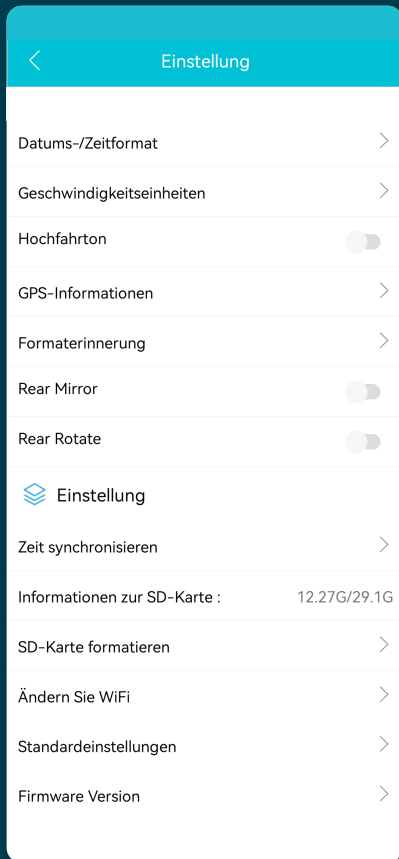 Einstellung
Datums-/Zeitformat
Geschwindigkeitseinheiten
Hochfahrton
GPS-Informationen
Formaterinnerung
Rear Mirror
Rear Rotate
Einstellung
Zeit synchronisieren
Informationen zur SD-Karte : 12.27G/29.1G
SD-Karte formatieren
Ändern Sie WiFi
Standardeinstellungen
Firmware Version